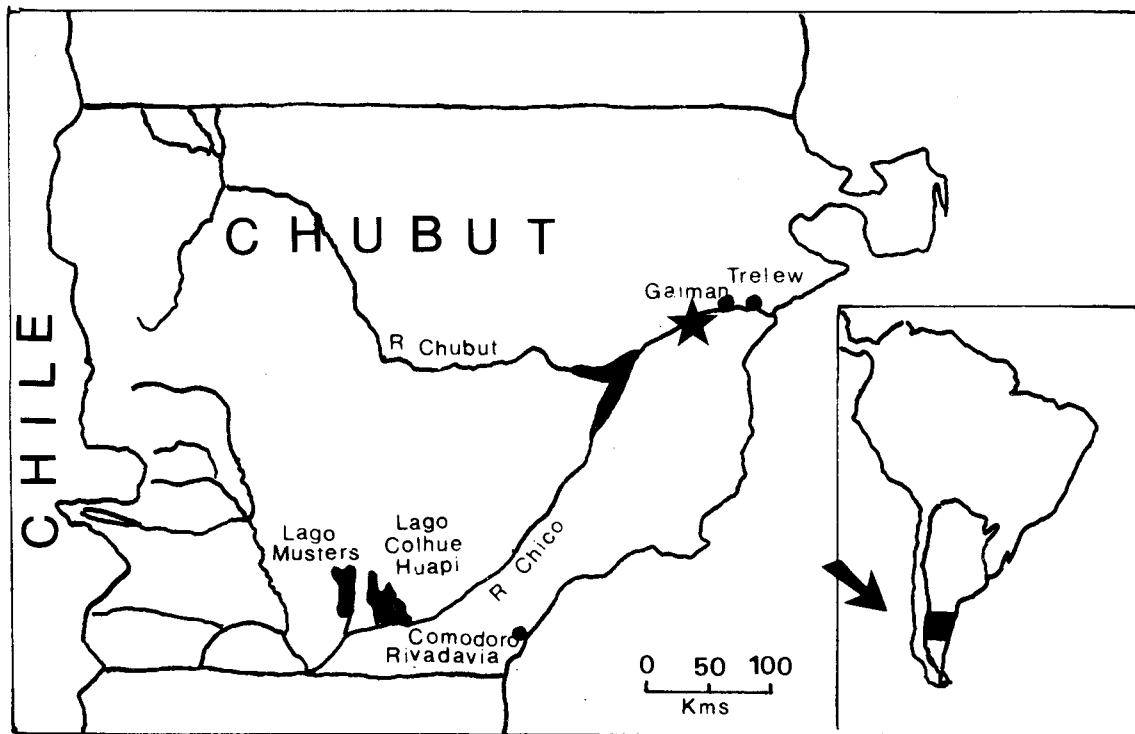 CHUBUT
CHILE
Trelew
Gaiman
R Chubut
Lago
Musters
Lago
Colhue
Huapi
R Chico
Comodoro
Rivadavia
0 50 100
Kms